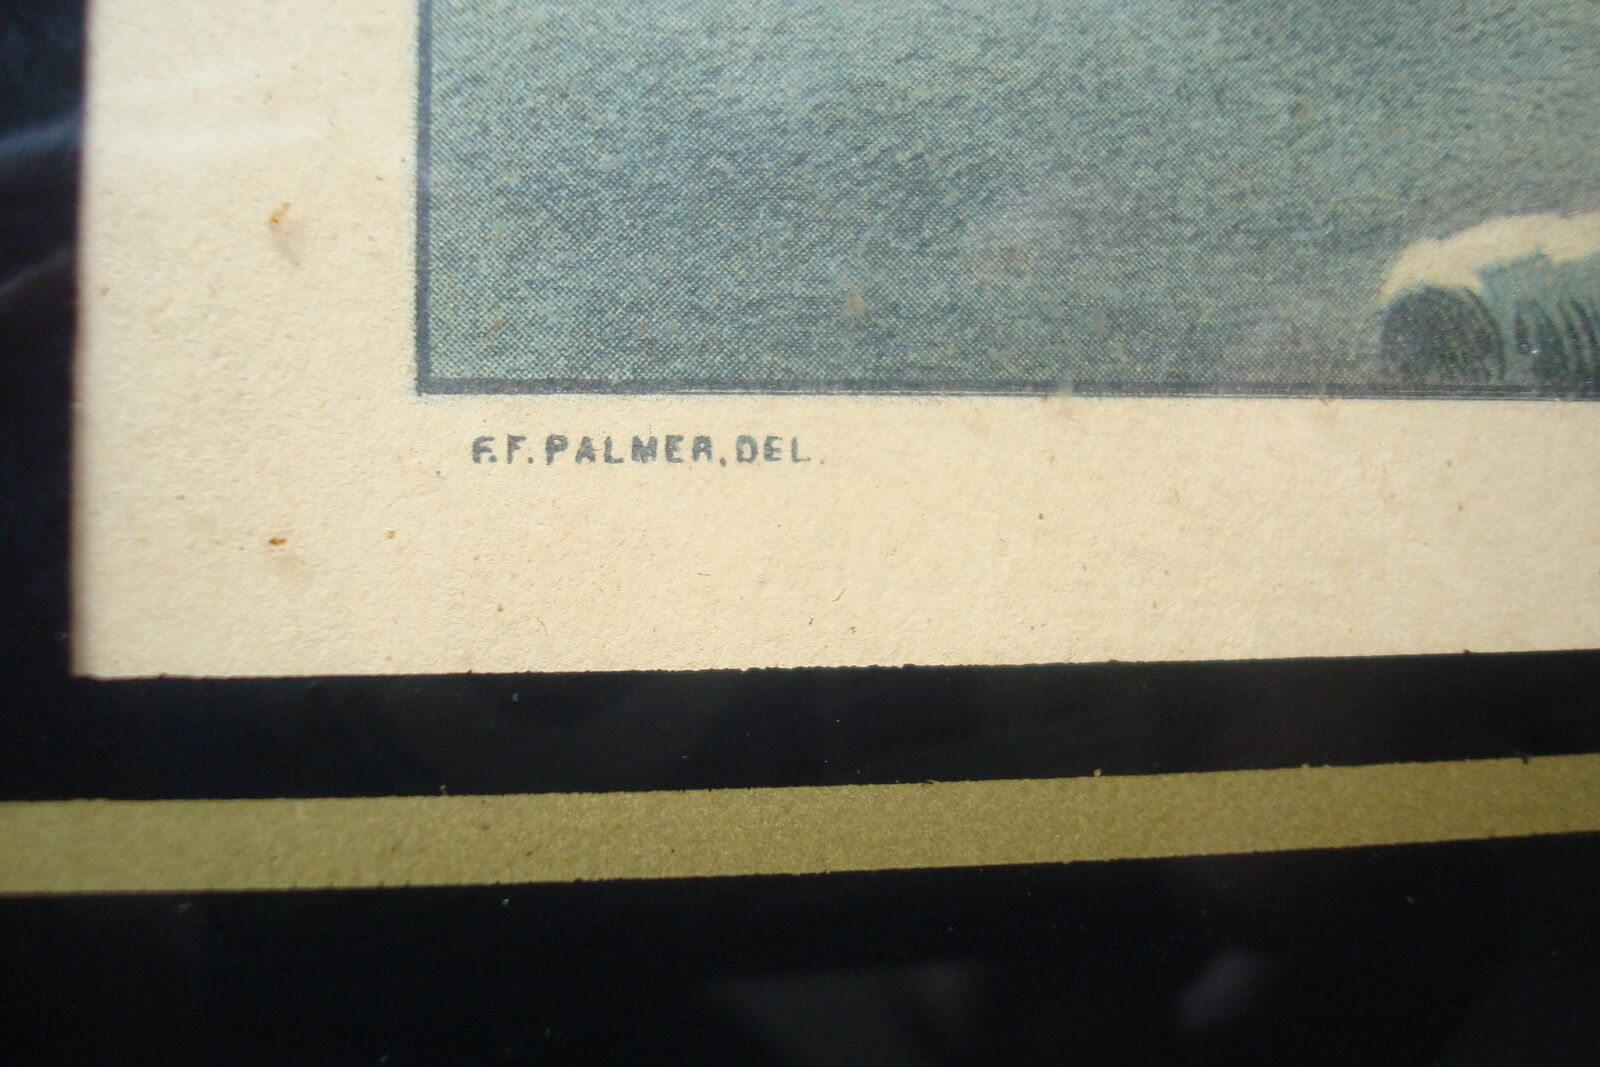 F.F. PALMER, DEL.